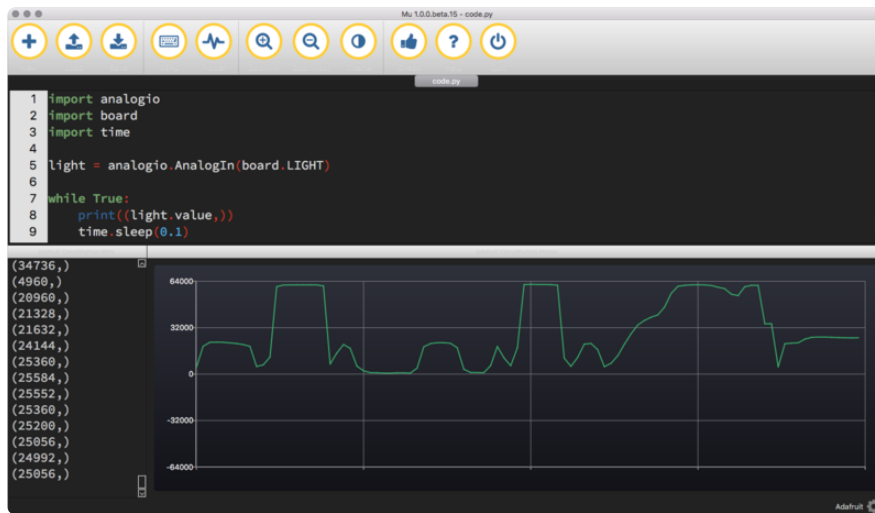 Mu 1.0.0.beta.15 - code.py
code.py
1 import analogio
2 import board
3 import time
4
5 light = analogio.AnalogIn(board.LIGHT)
6
7 while True:
8     print((light.value,))
9     time.sleep(0.1)
(34736,)
(4960,)
(20960,)
(21328,)
(21632,)
(24144,)
(25360,)
(25584,)
(25552,)
(25360,)
(25200,)
(25056,)
(24992,)
(25056,)
64000
32000
0
-32000
-64000
Adafruit